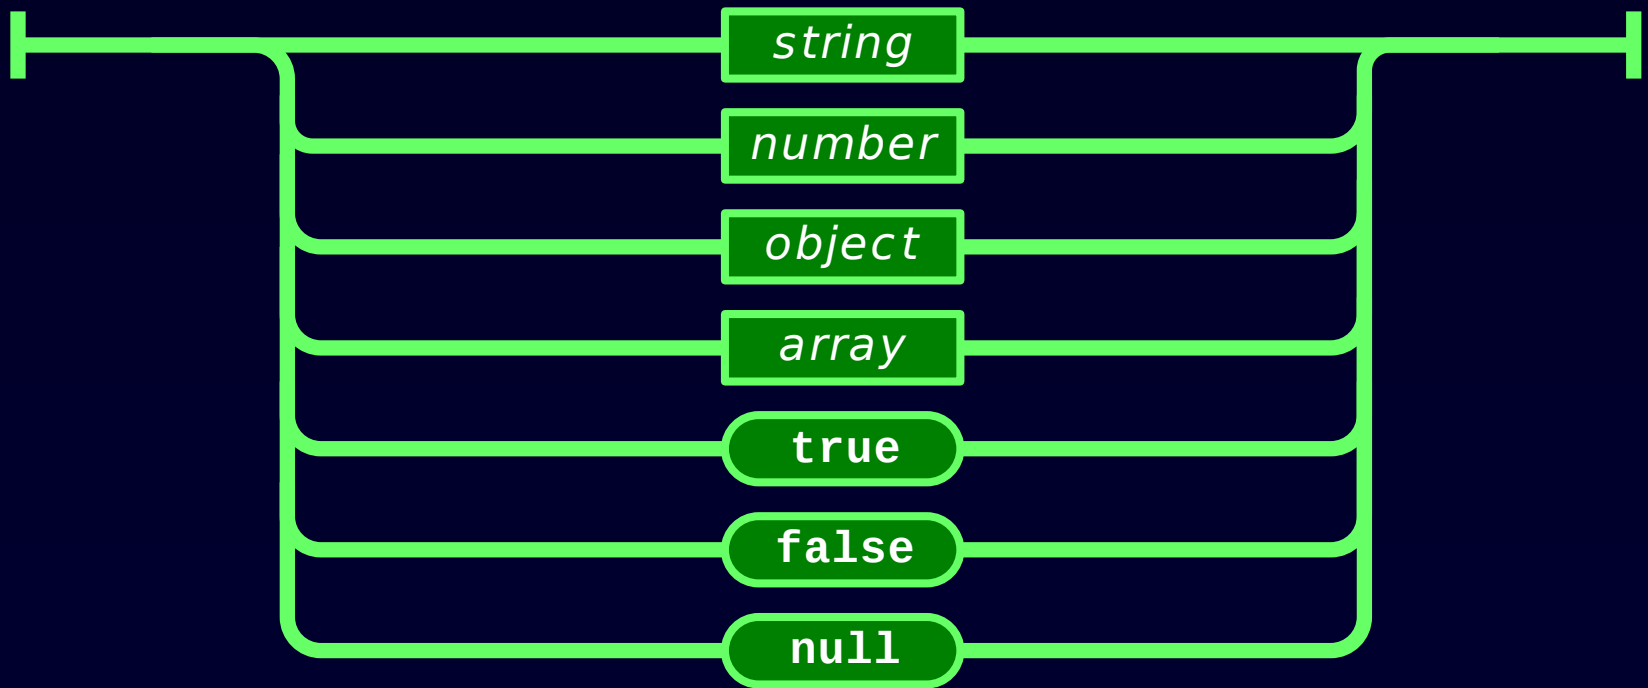 string
number
object
array
true
false
null